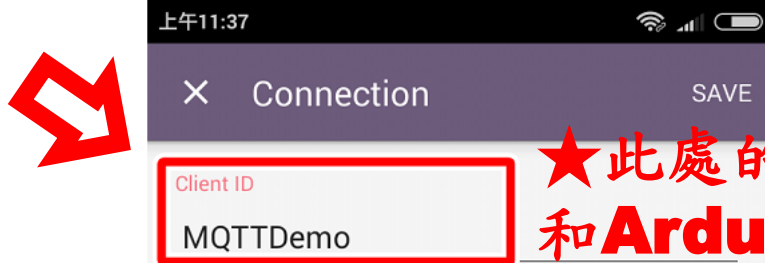 上午11:37
Connection SAVE
Client ID
MQTTDemo
★此處的
和Ardu